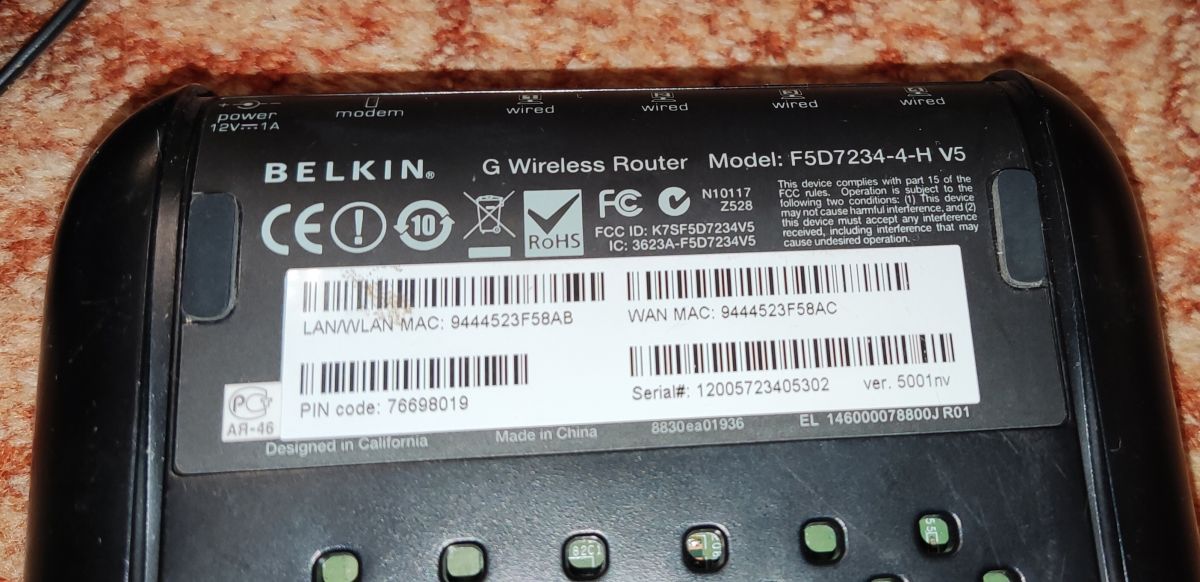 power
12V⎓1A
modem
wired
wired
wired
wired
BELKIN®
G Wireless Router
Model: F5D7234-4-H V5
CE
10
RoHS
FC
N10117
Z528
FCC ID: K7SF5D7234V5
IC: 3623A-F5D7234V5
This device complies with part 15 of the
FCC rules. Operation is subject to the
following two conditions: (1) This device
may not cause harmful interference, and (2)
this device must accept any interference
received, including interference that may
cause undesired operation.
LAN/WLAN MAC: 9444523F58AB
WAN MAC: 9444523F58AC
PIN code: 76698019
Serial#: 12005723405302
ver. 5001nv
АЯ-46
Designed in California
Made in China
8830ea01936
EL 146000078800J R01